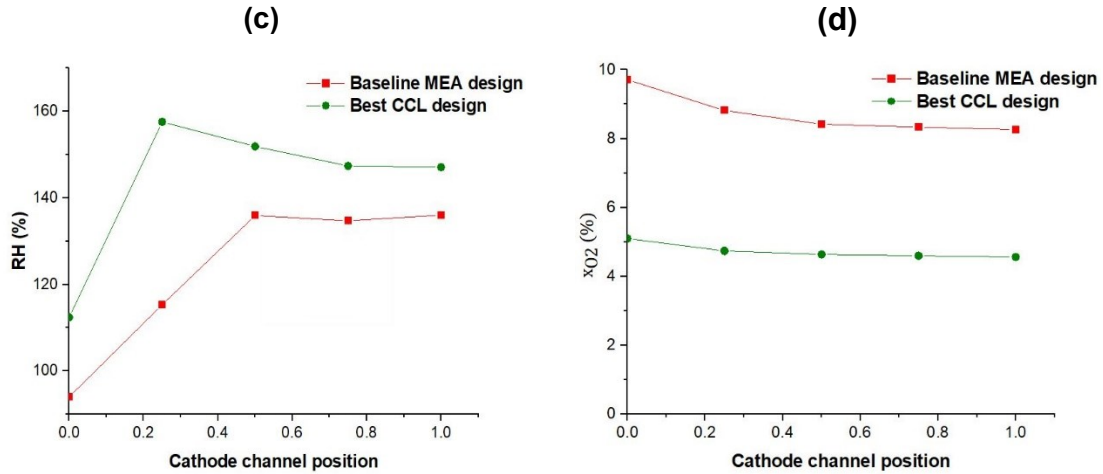 (c)
RH (%)
160
140
120
100
Baseline MEA design
Best CCL design
0.0 0.2 0.4 0.6 0.8 1.0
Cathode channel position
(d)
xO2 (%)
10
8
6
4
2
0
Baseline MEA design
Best CCL design
0.0 0.2 0.4 0.6 0.8 1.0
Cathode channel position